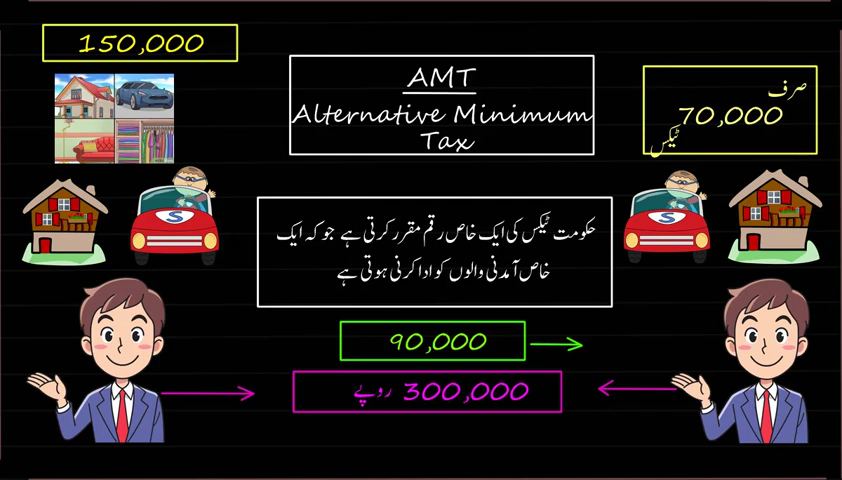 150,000
AMT
Alternative Minimum
Tax
صرف
70,000
ٹیکس
حکومت ٹیکس کی ایک خاص رقم مقرر کرتی ہے جو کہ ایک
خاص آمدنی والوں کو ادا کرنی ہوتی ہے
90,000
300,000 روپے
S
S